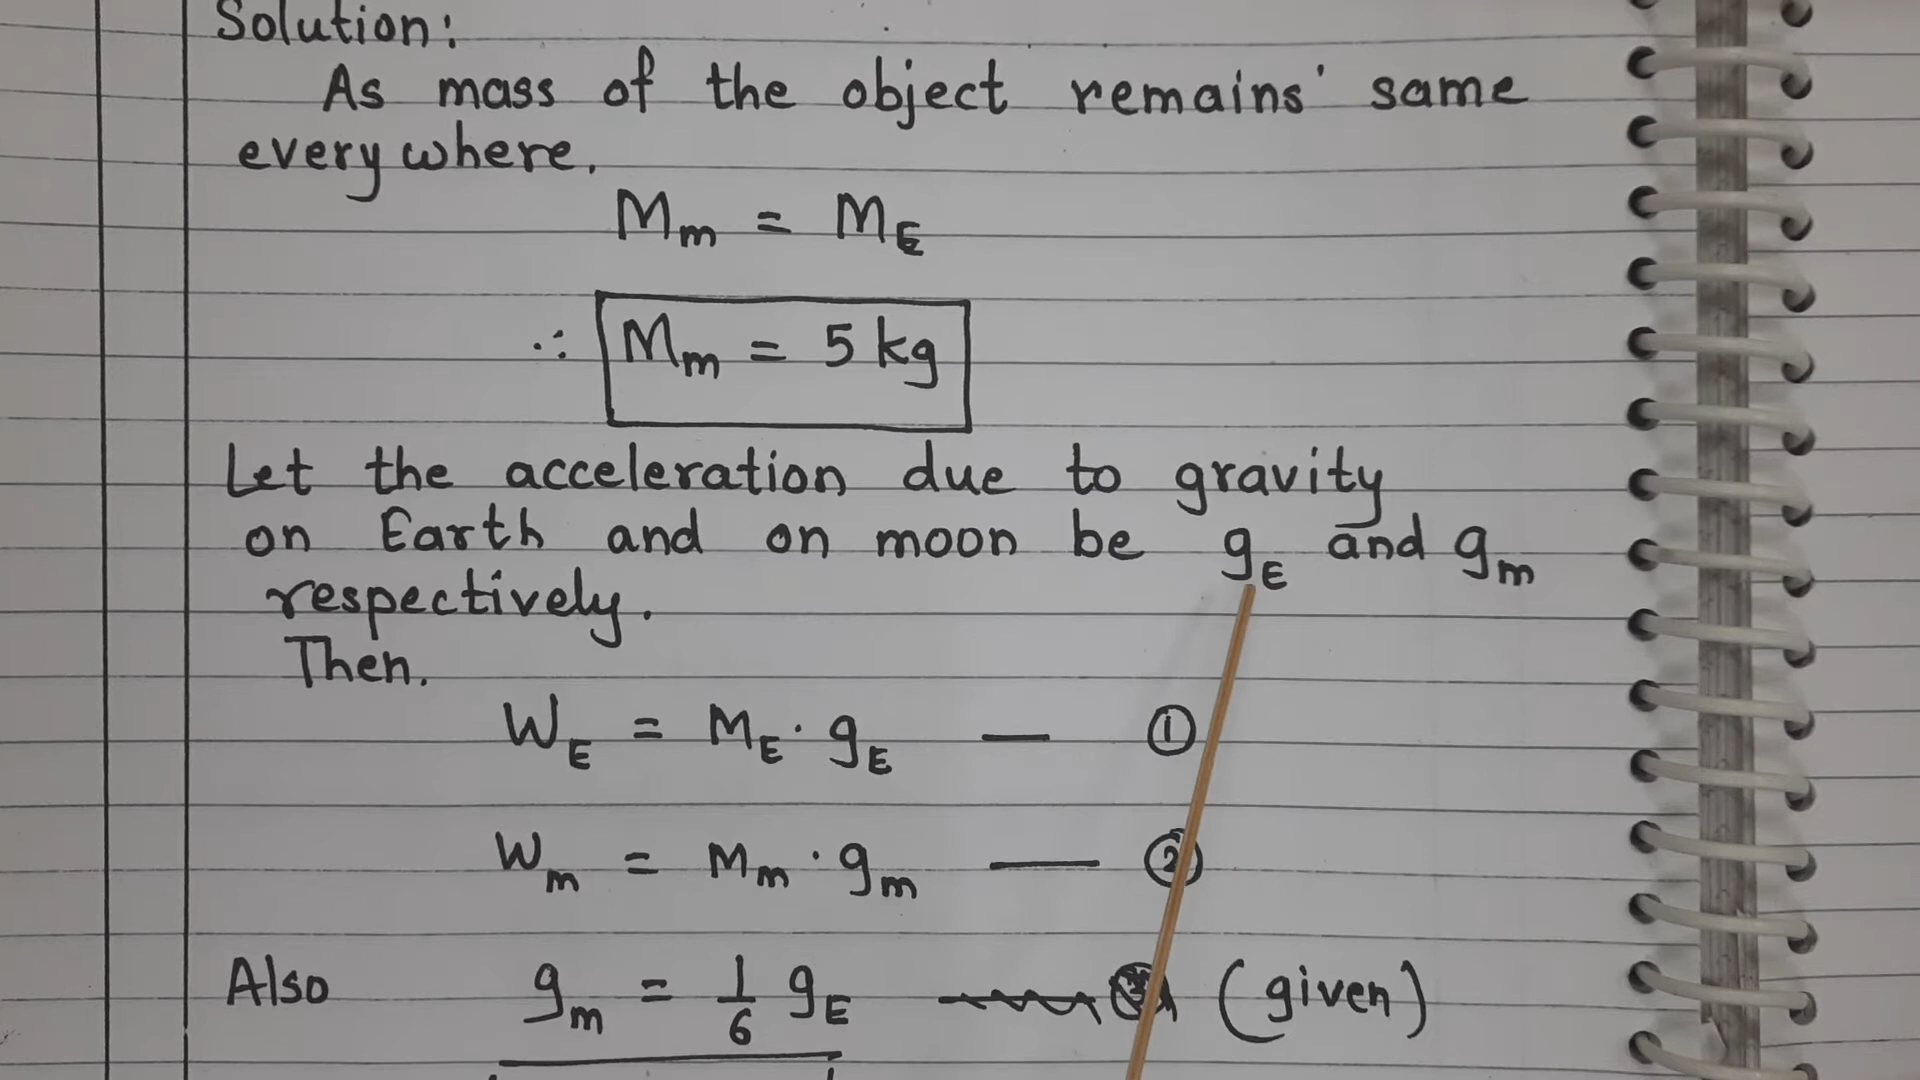 Solution:
As mass of the object remains same
everywhere.
Mm = ME
∴ Mm = 5 kg
Let the acceleration due to gravity
on Earth and on moon be gE and gm
respectively.
Then.
WE = ME · gE — ①
Wm = Mm · gm — ②
Also gm = 1/6 gE (given)